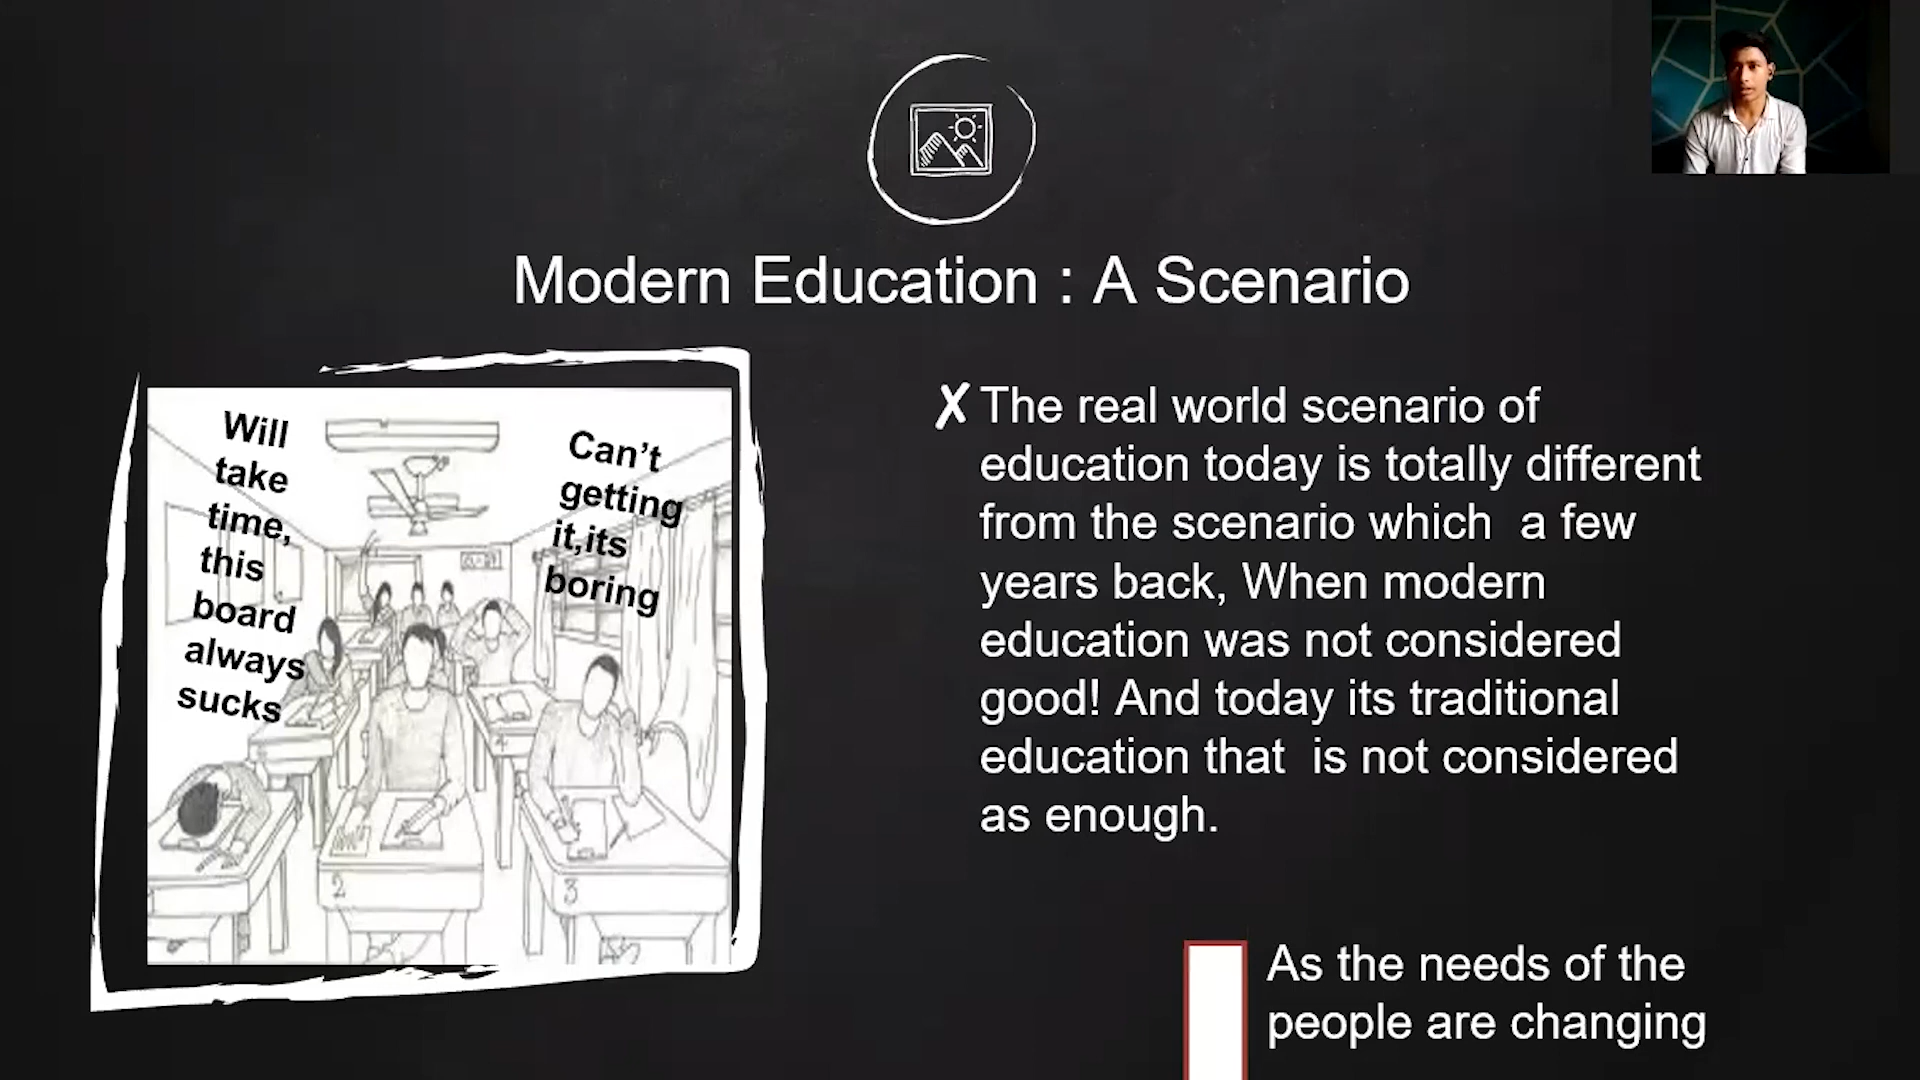 Modern Education : A Scenario
Will
take
time,
this
board
always
sucks
Can't
getting
it,its
boring
2
3
4
✗ The real world scenario of
education today is totally different
from the scenario which a few
years back, When modern
education was not considered
good! And today its traditional
education that is not considered
as enough.
As the needs of the
people are changing